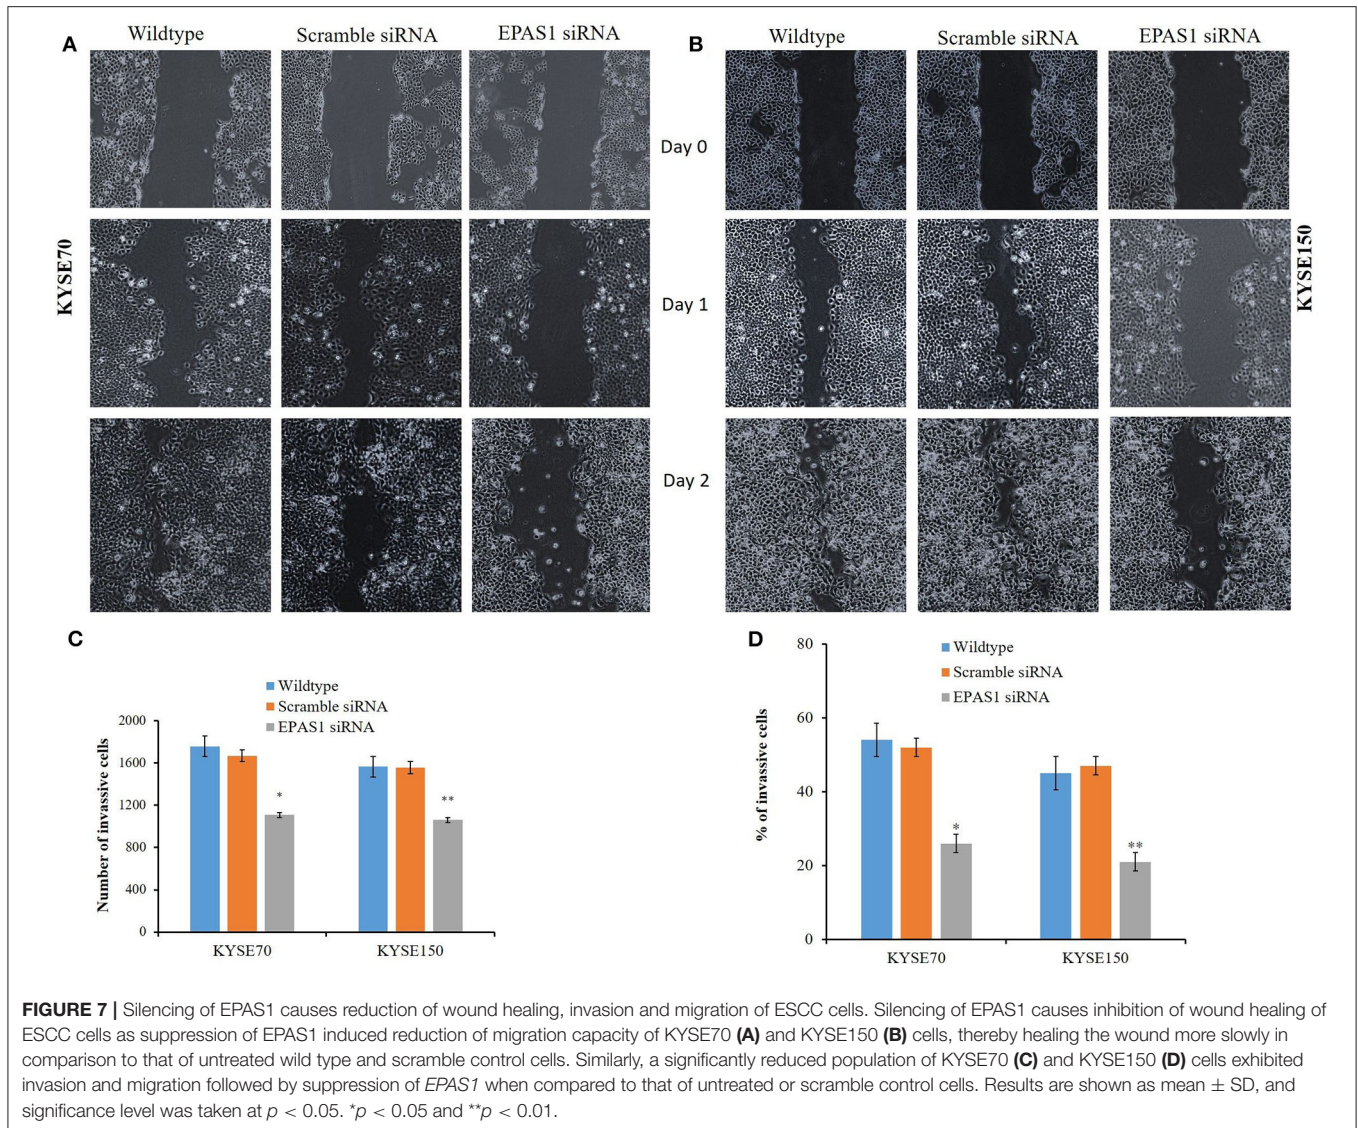 A
Wildtype
Scramble siRNA
EPAS1 siRNA
B
Wildtype
Scramble siRNA
EPAS1 siRNA
Day 0
KYSE70
Day 1
KYSE150
Day 2
C
Wildtype
Scramble siRNA
EPAS1 siRNA
Number of invassive cells
2000
1600
1200
800
400
0
*
**
KYSE70
KYSE150
D
Wildtype
Scramble siRNA
EPAS1 siRNA
% of invassive cells
80
60
40
20
0
*
**
KYSE70
KYSE150
FIGURE 7 | Silencing of EPAS1 causes reduction of wound healing, invasion and migration of ESCC cells. Silencing of EPAS1 causes inhibition of wound healing of
ESCC cells as suppression of EPAS1 induced reduction of migration capacity of KYSE70 (A) and KYSE150 (B) cells, thereby healing the wound more slowly in
comparison to that of untreated wild type and scramble control cells. Similarly, a significantly reduced population of KYSE70 (C) and KYSE150 (D) cells exhibited
invasion and migration followed by suppression of EPAS1 when compared to that of untreated or scramble control cells. Results are shown as mean ± SD, and
significance level was taken at p < 0.05. *p < 0.05 and **p < 0.01.